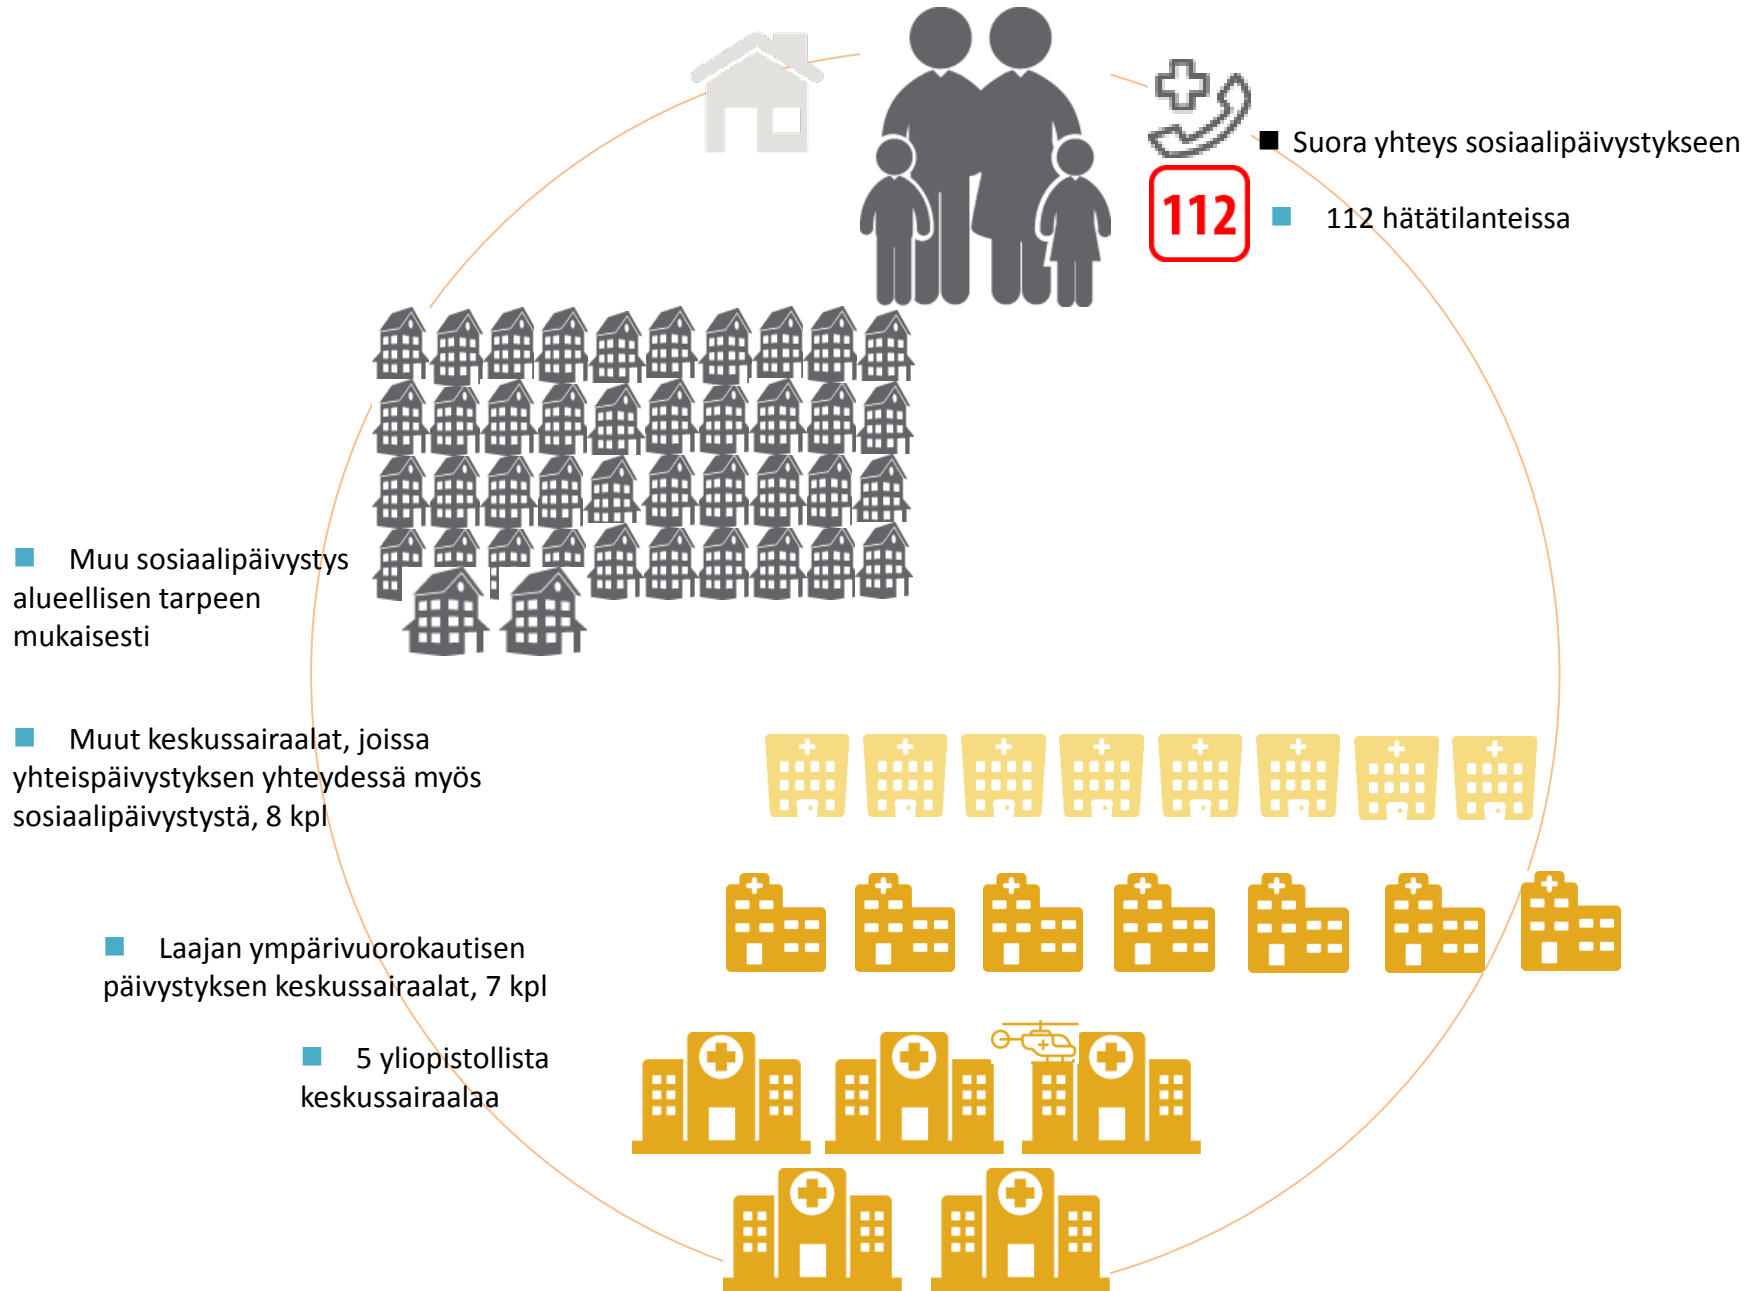 Suora yhteys sosiaalipäivystykseen
112
112 hätätilanteissa
Muu sosiaalipäivystys
alueellisen tarpeen
mukaisesti
Muut keskussairaalat, joissa
yhteispäivystyksen yhteydessä myös
sosiaalipäivystystä, 8 kpl
Laajan ympärivuorokautisen
päivystyksen keskussairaalat, 7 kpl
5 yliopistollista
keskussairaalaa